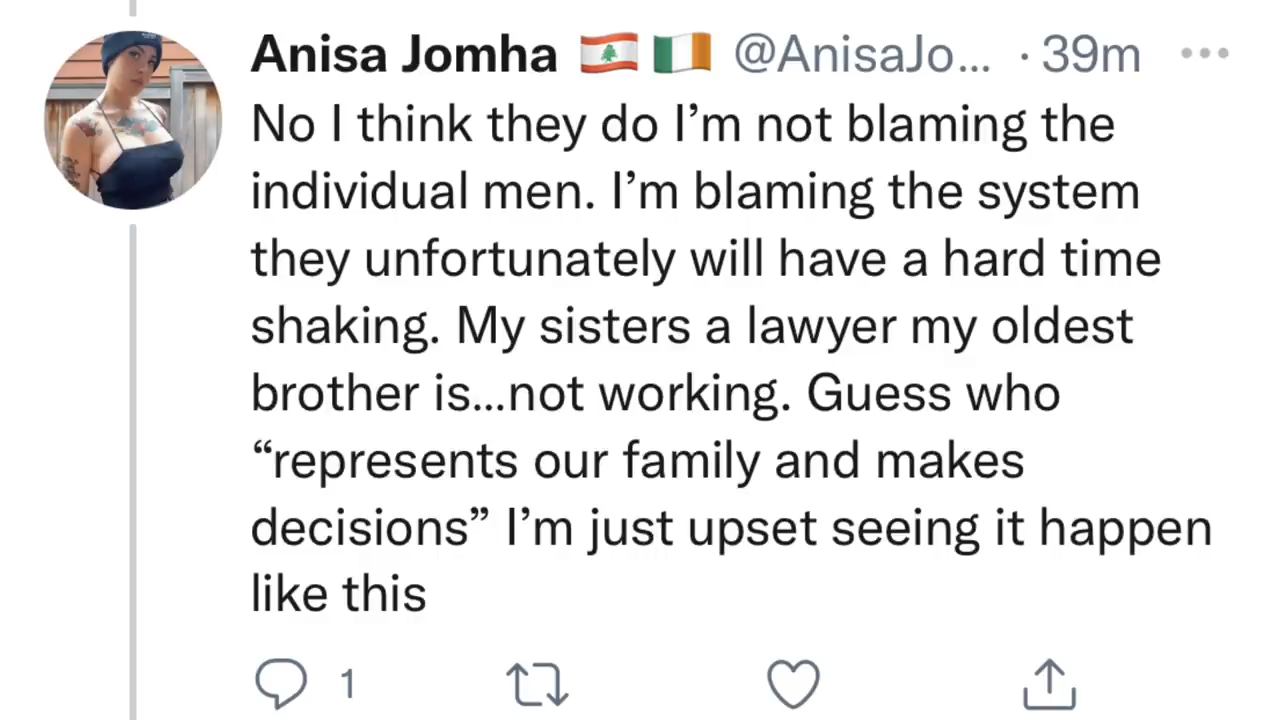 Anisa Jomha 🇱🇧 🇮🇪 @AnisaJo... · 39m ...
No I think they do I’m not blaming the
individual men. I’m blaming the system
they unfortunately will have a hard time
shaking. My sisters a lawyer my oldest
brother is...not working. Guess who
“represents our family and makes
decisions” I’m just upset seeing it happen
like this
1